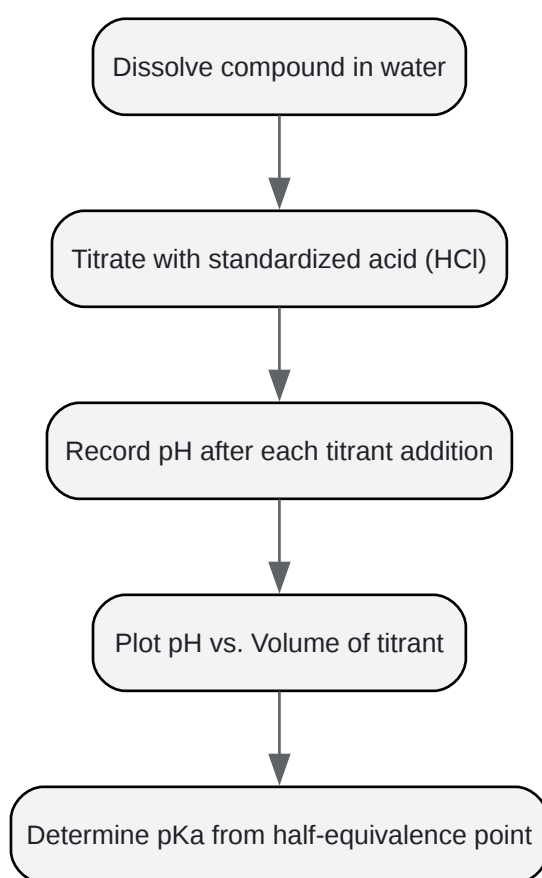 Dissolve compound in water
Titrate with standardized acid (HCl)
Record pH after each titrant addition
Plot pH vs. Volume of titrant
Determine pKa from half-equivalence point